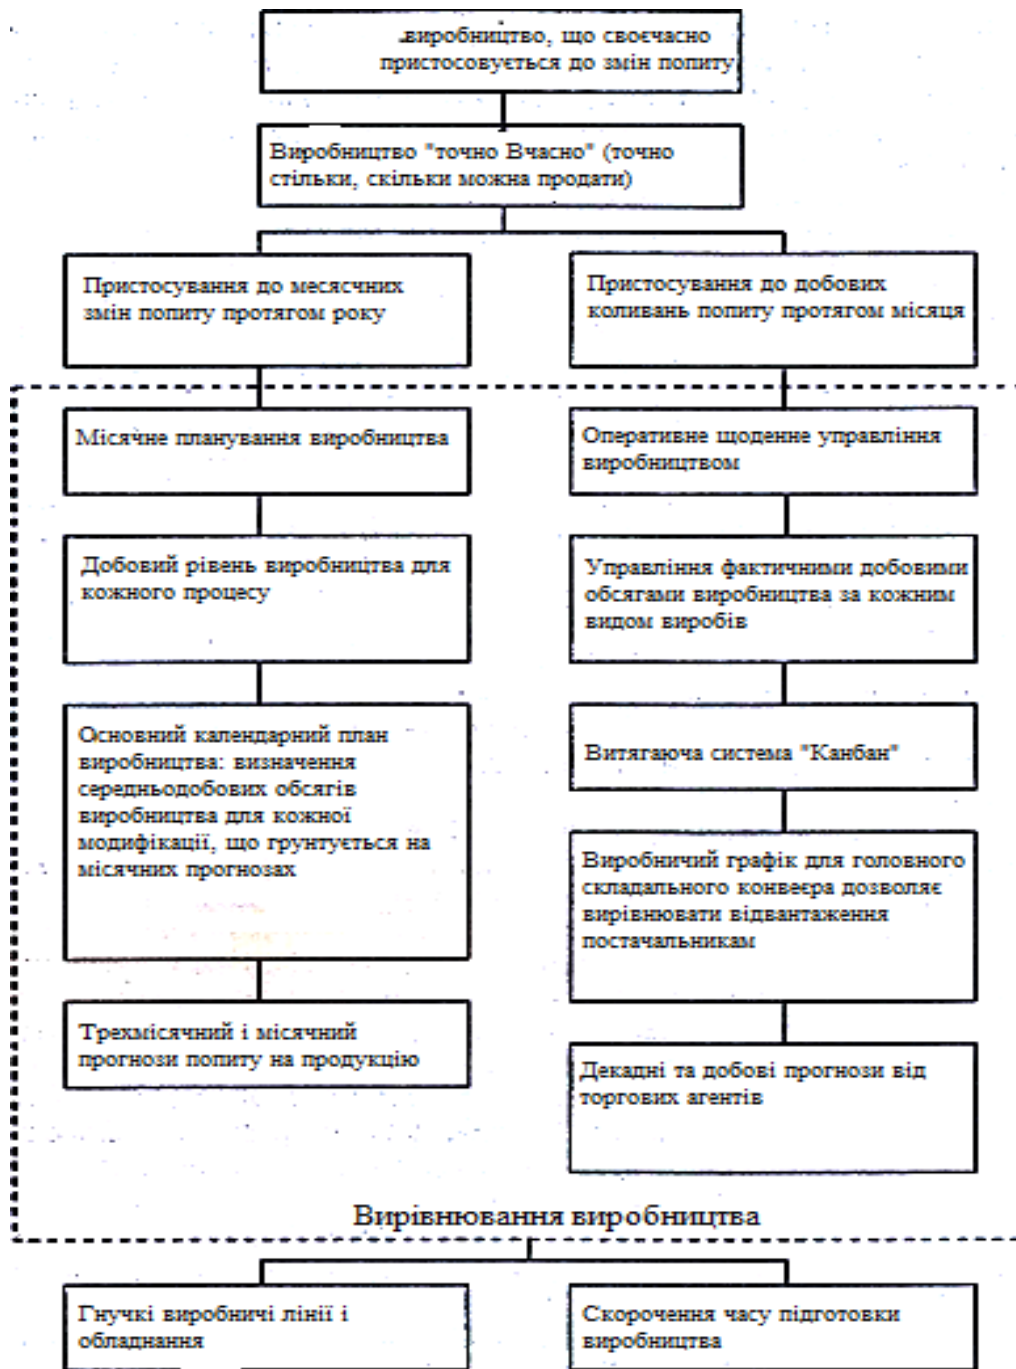 виробництво, що своєчасно
пристосовується до змін попиту
Виробництво "точно Вчасно" (точно
стільки, скільки можна продати)
Пристосування до месясчних
змін попиту протягом року
Пристосування до добових
коливань попиту протягом місяця
Місячне планування виробництва
Оперативне щоденне управління
виробництвом
Добовий рівень виробництва для
кожного процесу
Управління фактичними добовими
обсягами виробництва за кожним
видом виробів
Основний календарний план
виробництва: визначення
середньодобових обсягів
виробництва для кожної
модифікації, що грунтується на
місячних прогнозах
Витягаюча система "Канбан"
Виробничий графік для головного
складального конвеєра дозволяє
вирівнювати відвантаження
постачальникам
Трехмісячний і місячний
прогнози попиту на продукцію
Декадні та добові прогнози від
торгових агентів
Вирівнювання виробництва
Гнучкі виробничі лінії і
обладнання
Скорочення часу підготовки
виробництва